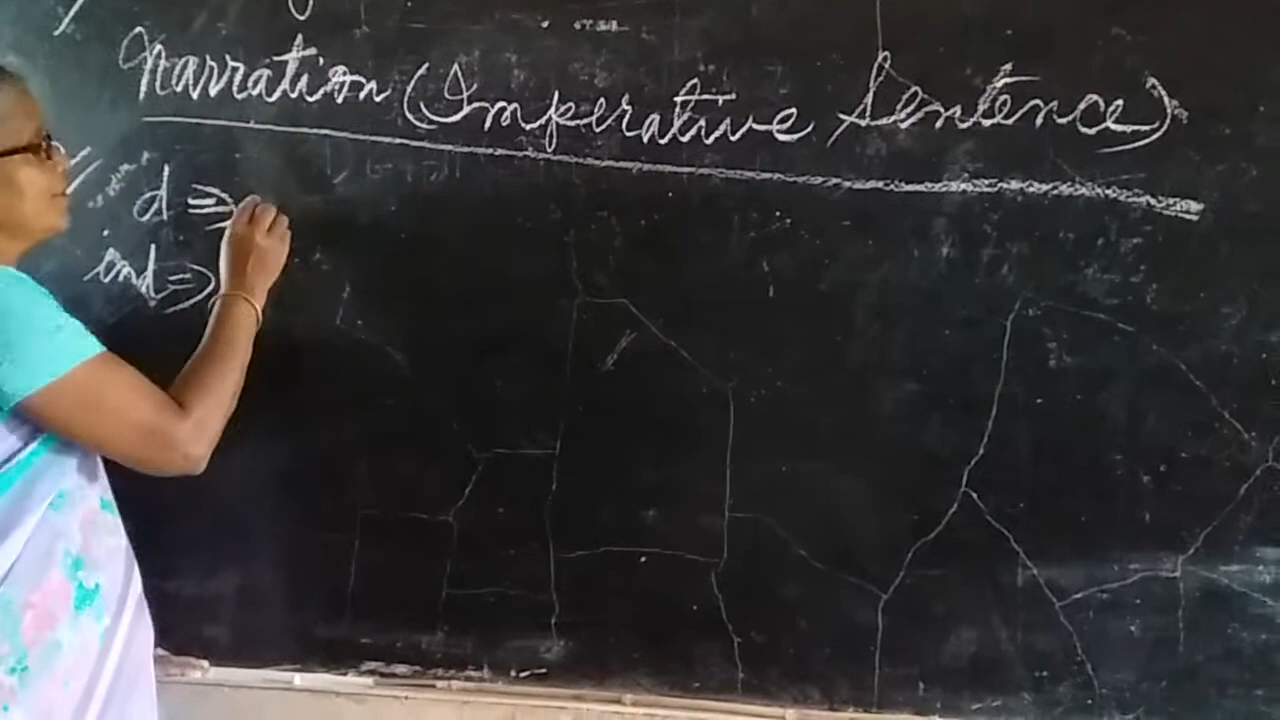 Narration (Imperative Sentence)
d ⇒
ind ⇒